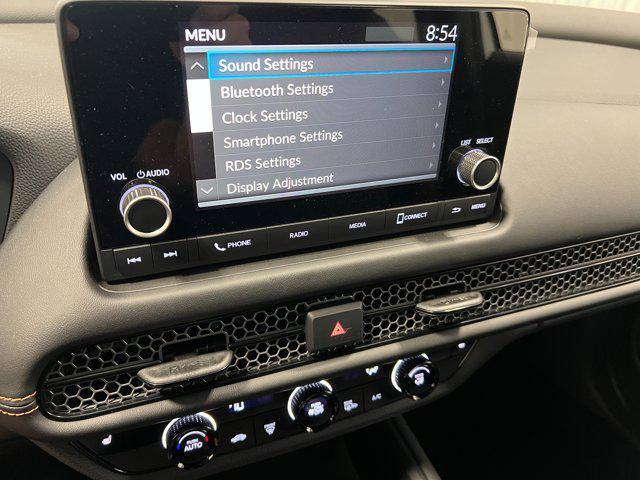 MENU 8:54
Sound Settings
Bluetooth Settings
Clock Settings
Smartphone Settings
RDS Settings
Display Adjustment
VOL AUDIO
LIST SELECT
PHONE RADIO MEDIA CONNECT MENU
AUTO
A/C